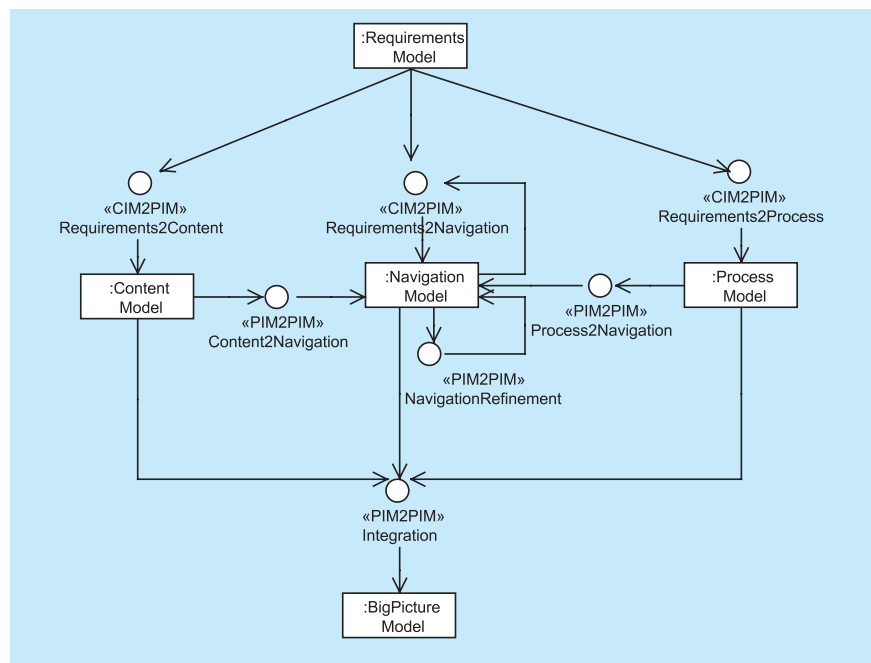 :Requirements
Model
«CIM2PIM»
Requirements2Content
«CIM2PIM»
Requirements2Navigation
«CIM2PIM»
Requirements2Process
:Content
Model
:Navigation
Model
:Process
Model
«PIM2PIM»
Content2Navigation
«PIM2PIM»
Process2Navigation
«PIM2PIM»
NavigationRefinement
«PIM2PIM»
Integration
:BigPicture
Model